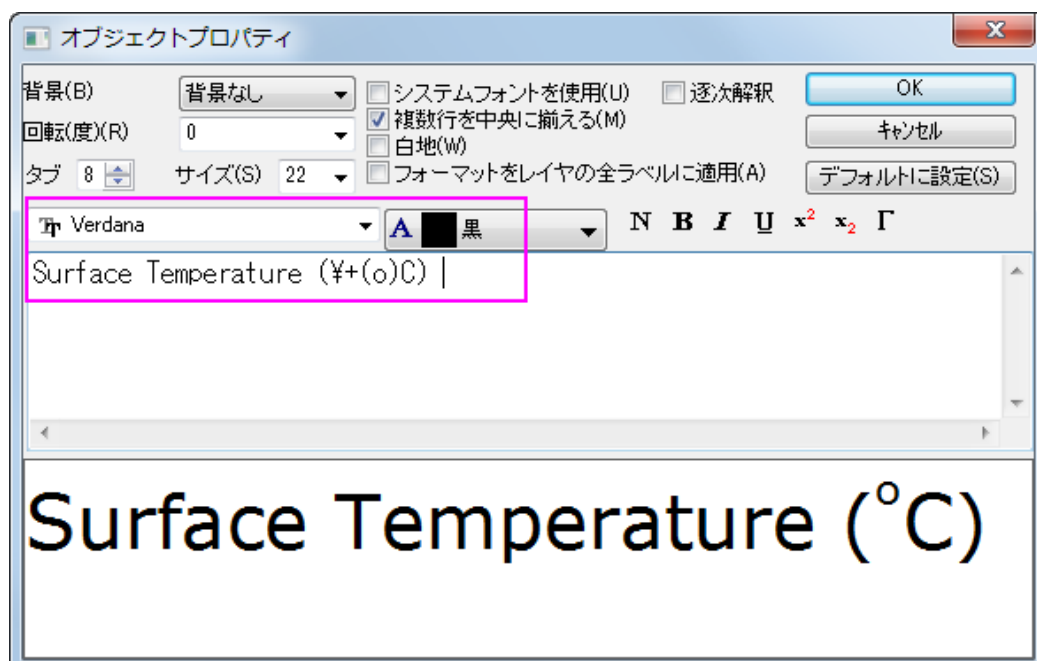 オブジェクトプロパティ
背景(B) 背景なし システムフォントを使用(U) 逐次解釈 OK
回転(度)(R) 0 複数行を中央に揃える(M) キャンセル
白地(W)
タブ 8 サイズ(S) 22 フォーマットをレイヤの全ラベルに適用(A) デフォルトに設定(S)
Verdana A 黒 N B I U x² x₂ Γ
Surface Temperature (¥+(o)C)
Surface Temperature (°C)